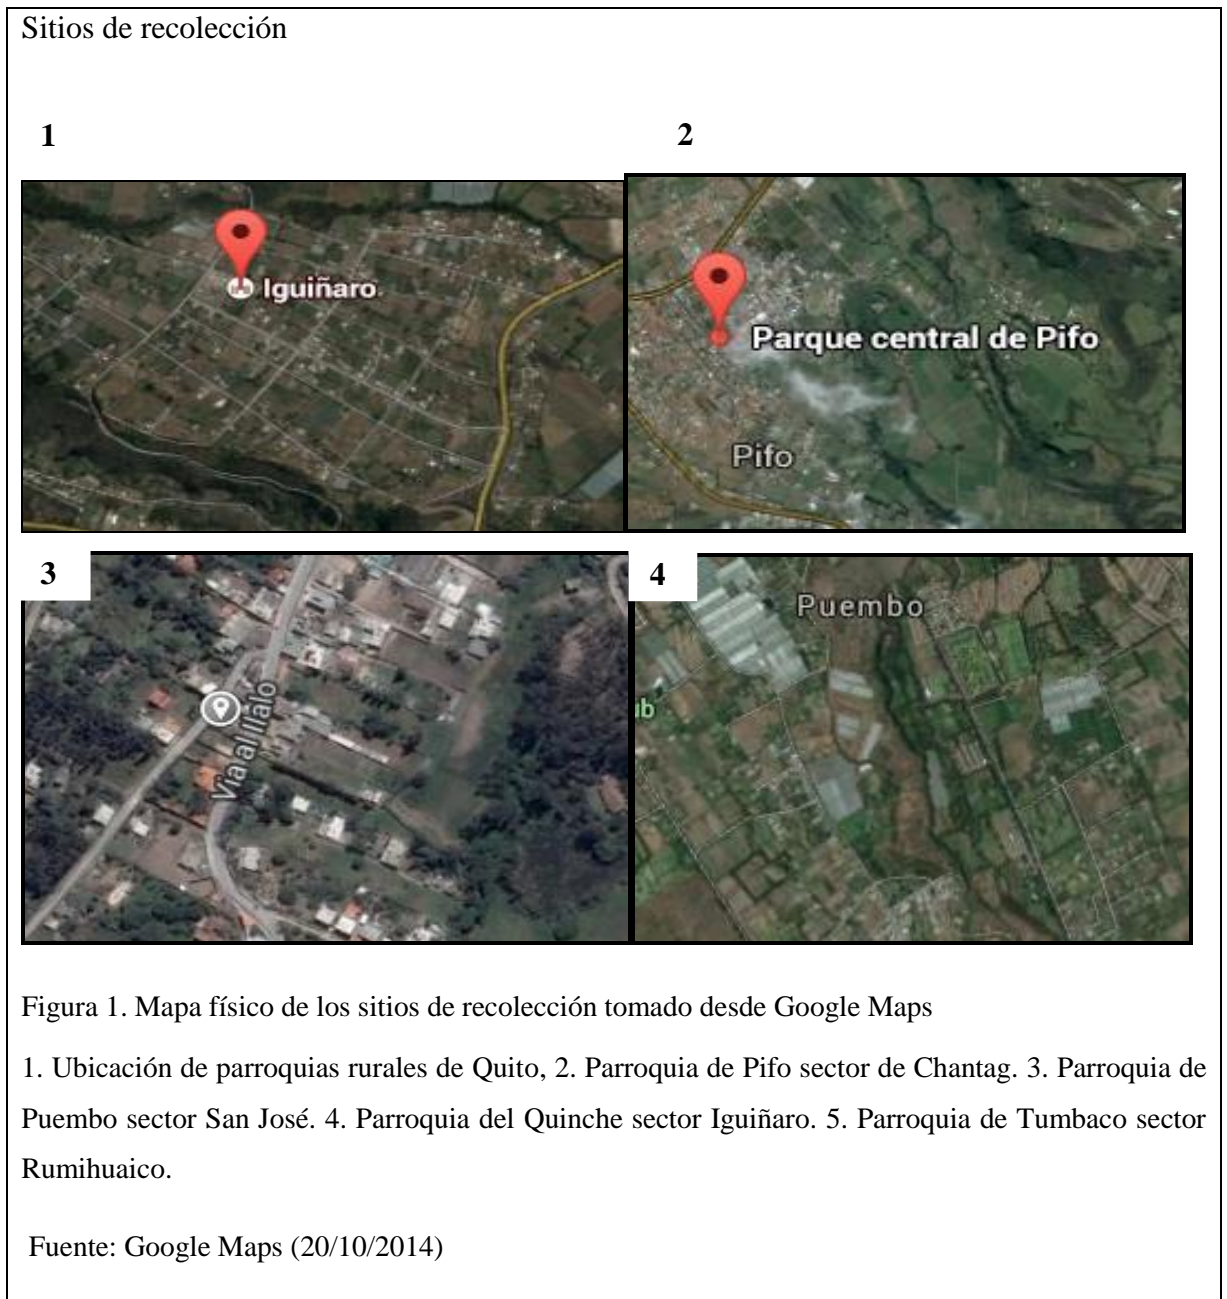 Sitios de recolección
1
2
Iguiñaro
Parque central de Pifo
Pifo
3
4
Vía al Ilalo
Puembo
ub
Figura 1. Mapa físico de los sitios de recolección tomado desde Google Maps
1. Ubicación de parroquias rurales de Quito, 2. Parroquia de Pifo sector de Chantag. 3. Parroquia de
Puembo sector San José. 4. Parroquia del Quinche sector Iguiñaro. 5. Parroquia de Tumbaco sector
Rumihuaico.
Fuente: Google Maps (20/10/2014)